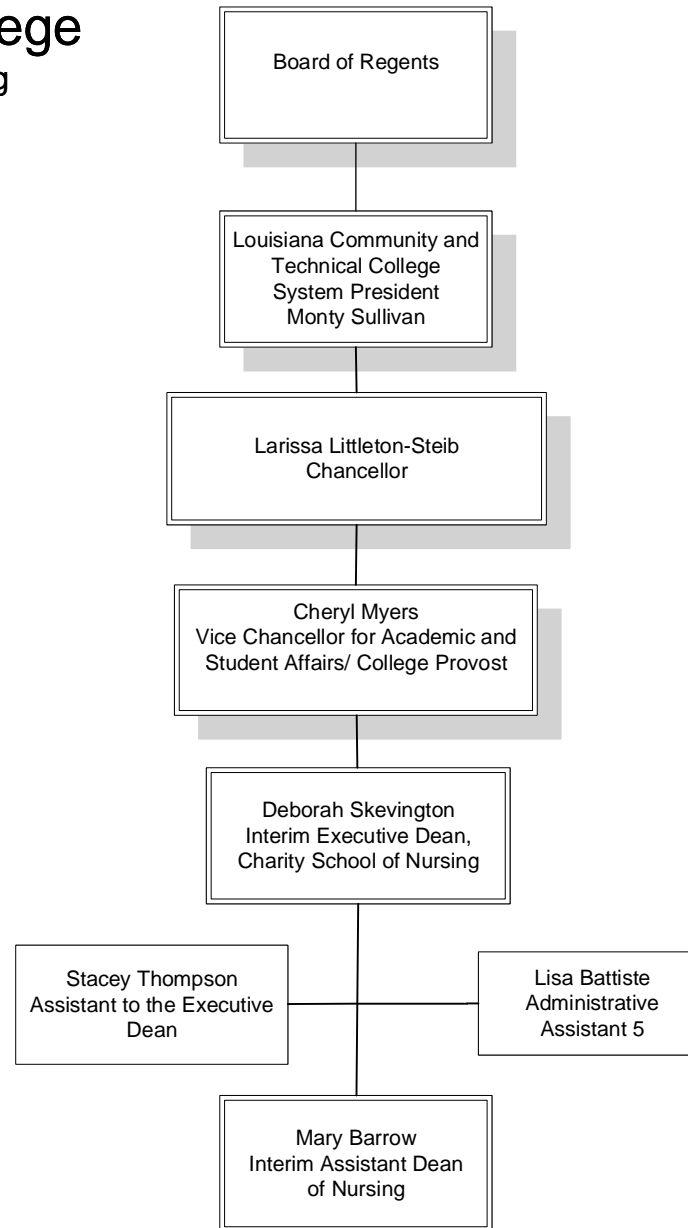 Board of Regents
Louisiana Community and
Technical College
System President
Monty Sullivan
Larissa Littleton-Steib
Chancellor
Cheryl Myers
Vice Chancellor for Academic and
Student Affairs/ College Provost
Deborah Skevington
Interim Executive Dean,
Charity School of Nursing
Stacey Thompson
Assistant to the Executive
Dean
Lisa Battiste
Administrative
Assistant 5
Mary Barrow
Interim Assistant Dean
of Nursing